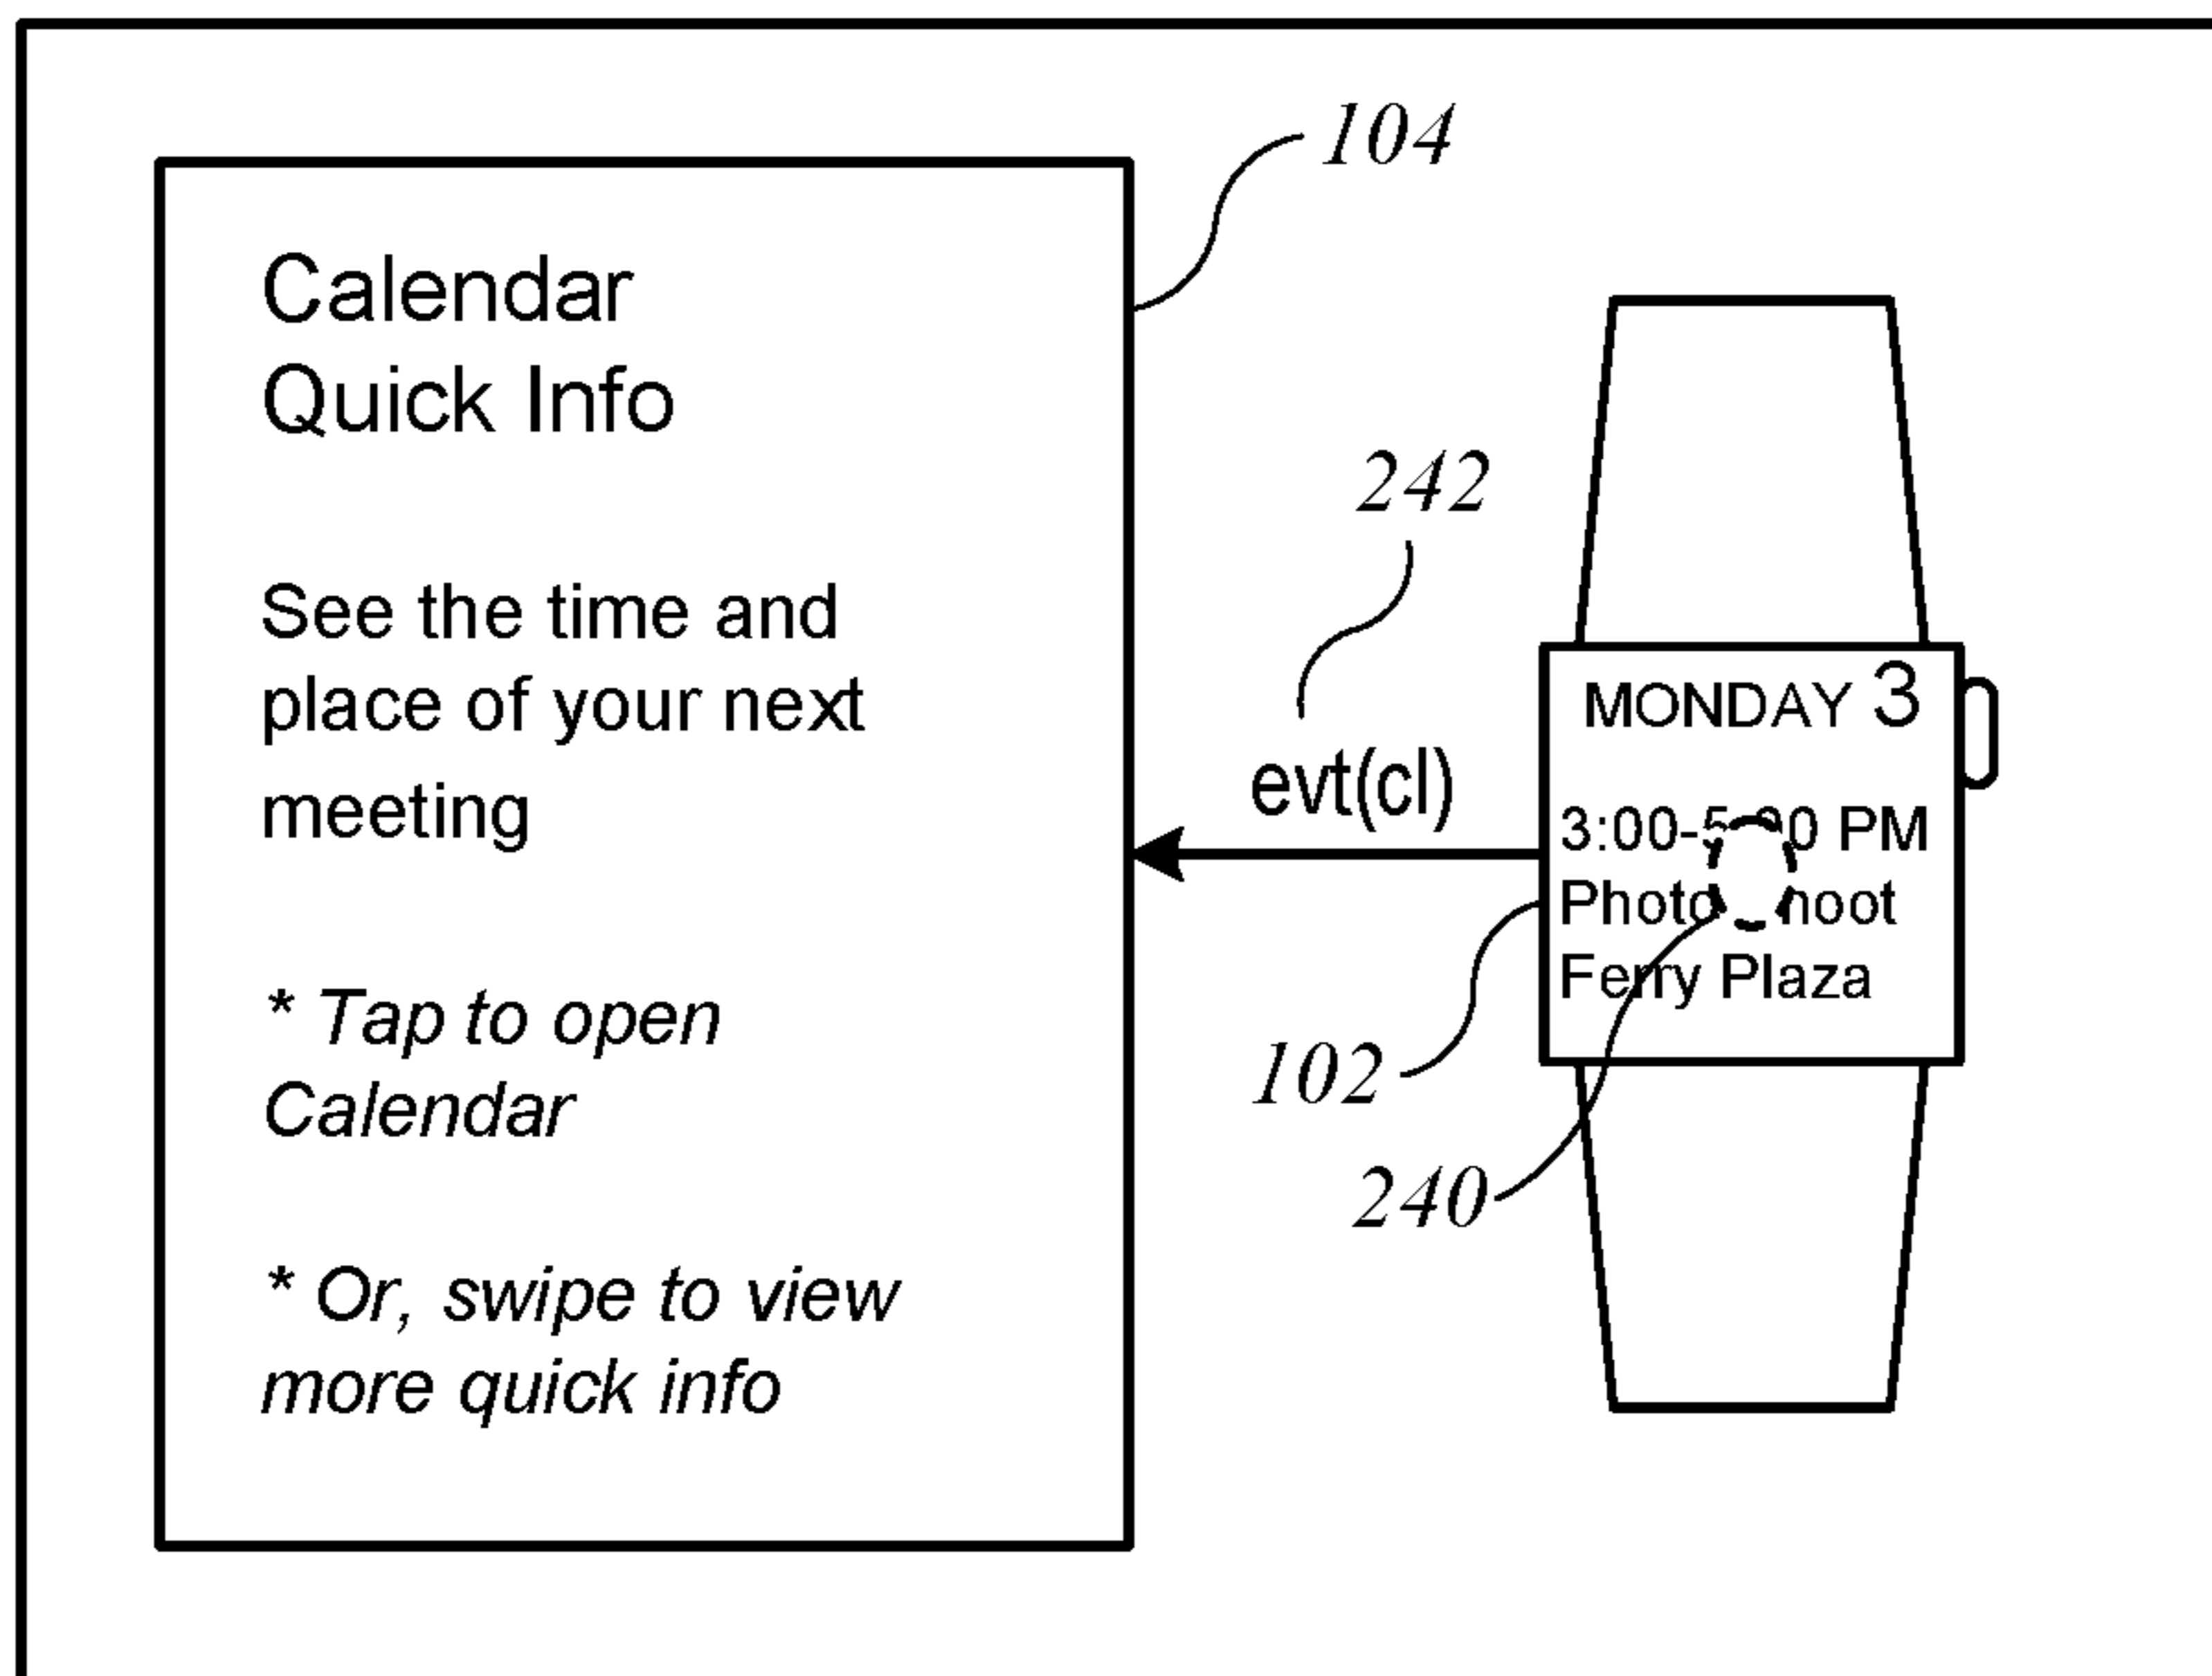 104
Calendar
Quick Info
See the time and
place of your next
meeting
* Tap to open
Calendar
* Or, swipe to view
more quick info
242
evt(cl)
MONDAY 3
PM
Ferry Plaza
102
240